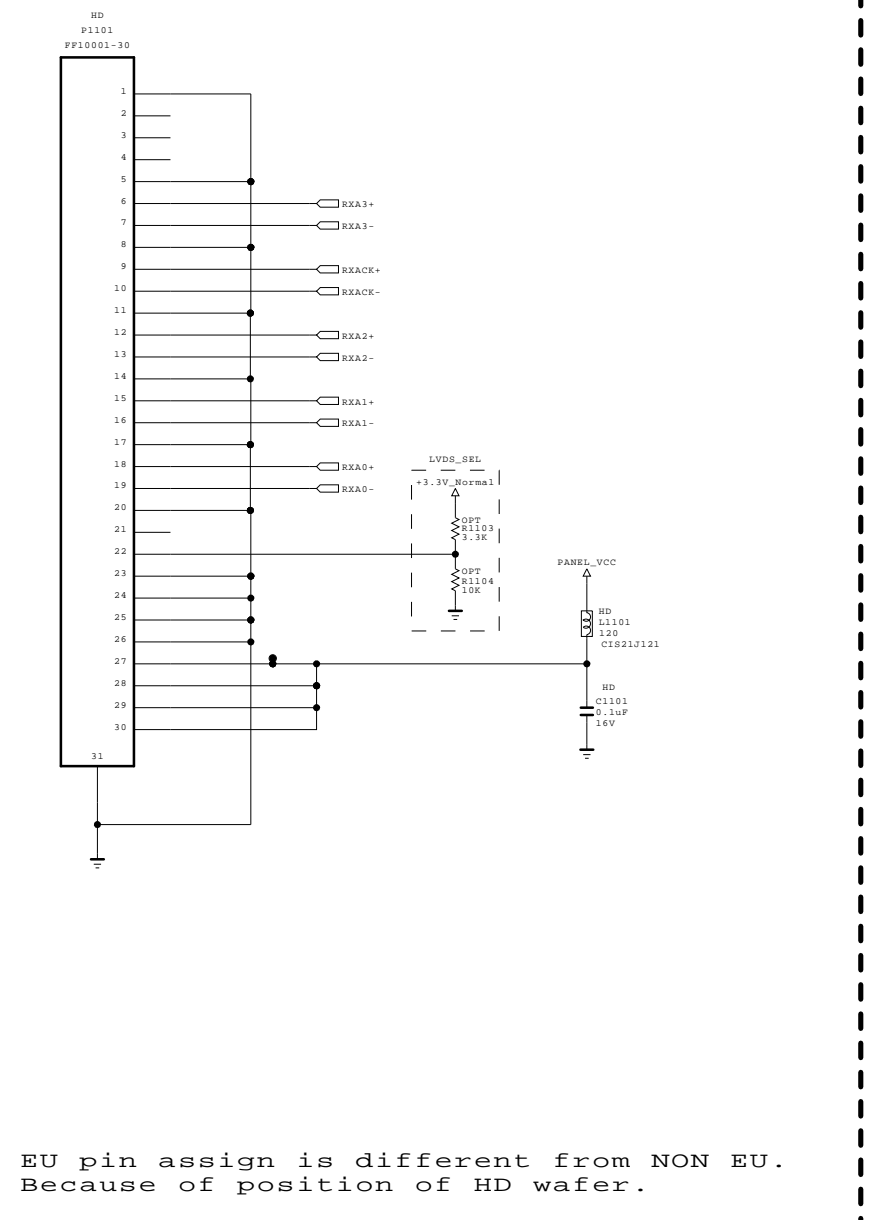 HD
P1101
FF10001-30
1
2
3
4
5
6
RXA3+
7
RXA3-
8
9
RXACK+
10
RXACK-
11
12
RXA2+
13
RXA2-
14
15
RXA1+
16
RXA1-
17
18
RXA0+
19
RXA0-
20
21
22
23
24
25
26
27
28
29
30
31
LVDS_SEL
+3.3V_Normal
OPT
R1103
3.3K
OPT
R1104
10K
PANEL_VCC
HD
L1101
120
CIS21J121
HD
C1101
0.1uF
16V
EU pin assign is different from NON EU.
Because of position of HD wafer.